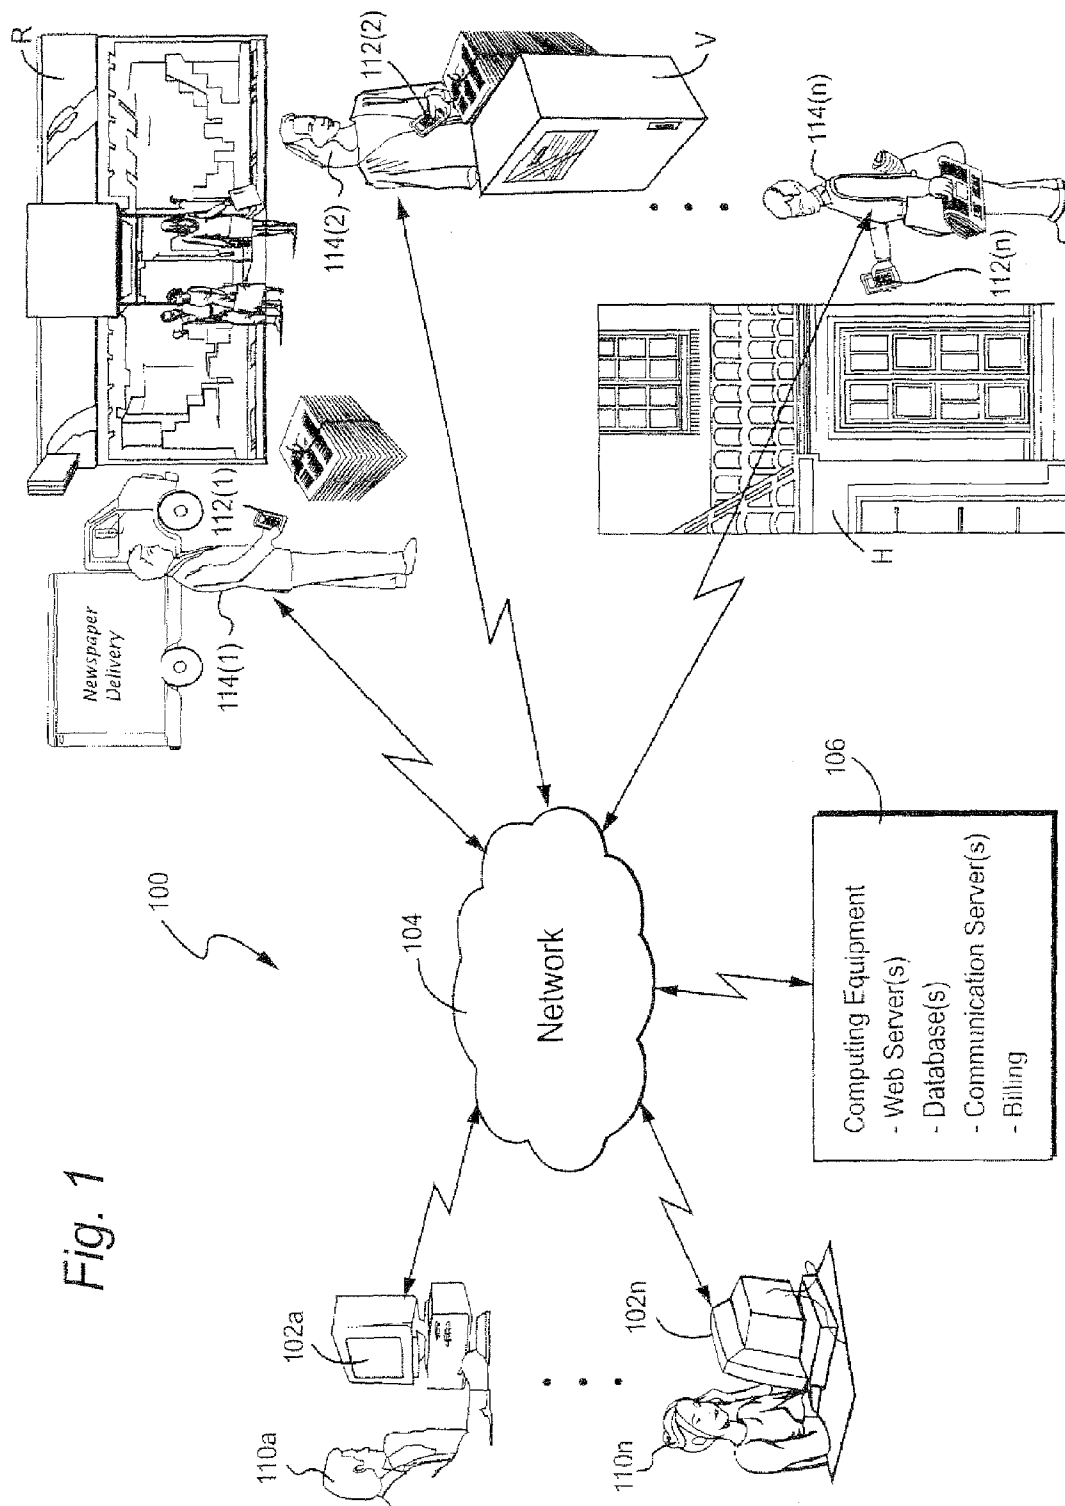 Fig. 1
100
R
Newspaper
Delivery
112(1)
114(1)
114(2)
112(2)
V
114(n)
112(n)
H
104
Network
106
Computing Equipment
- Web Server(s)
- Database(s)
- Communication Server(s)
- Billing
102a
110a
102n
110n